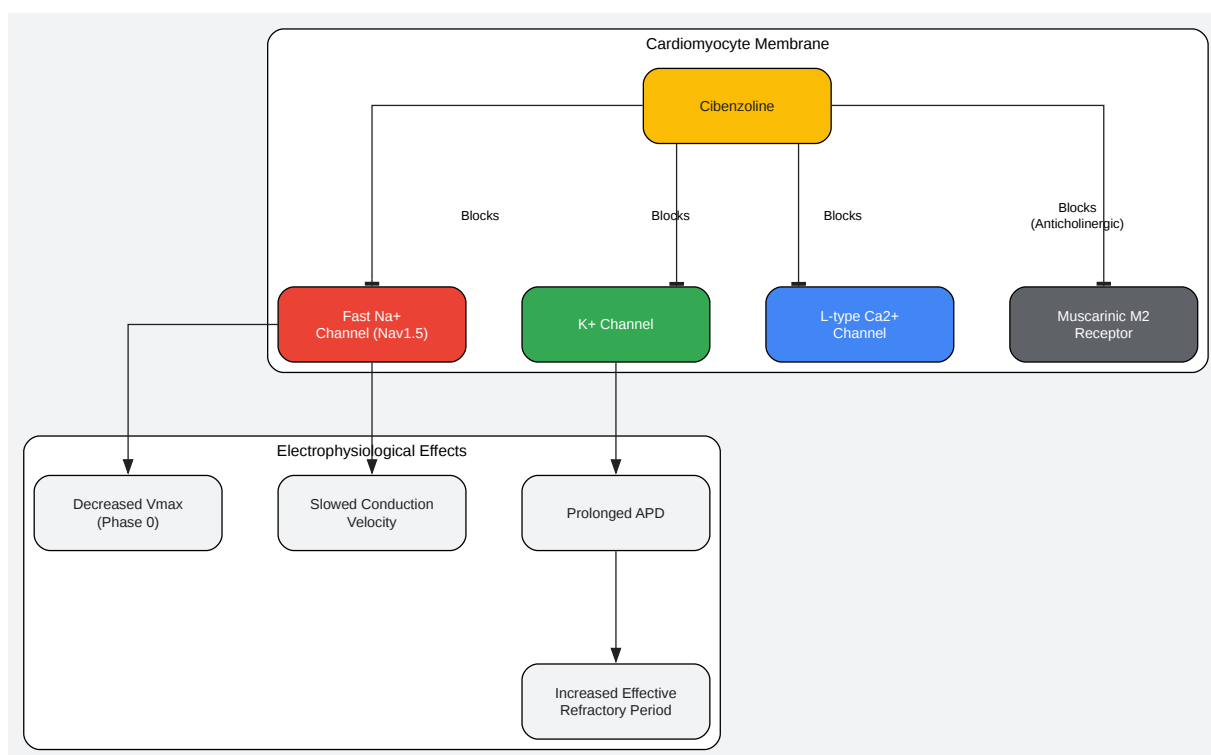 Cardiomyocyte Membrane
Cibenzoline
Blocks
Blocks
Blocks
Blocks
(Anticholinergic)
Fast Na+
Channel (Nav1.5)
K+ Channel
L-type Ca2+
Channel
Muscarinic M2
Receptor
Electrophysiological Effects
Decreased Vmax
(Phase 0)
Slowed Conduction
Velocity
Prolonged APD
Increased Effective
Refractory Period